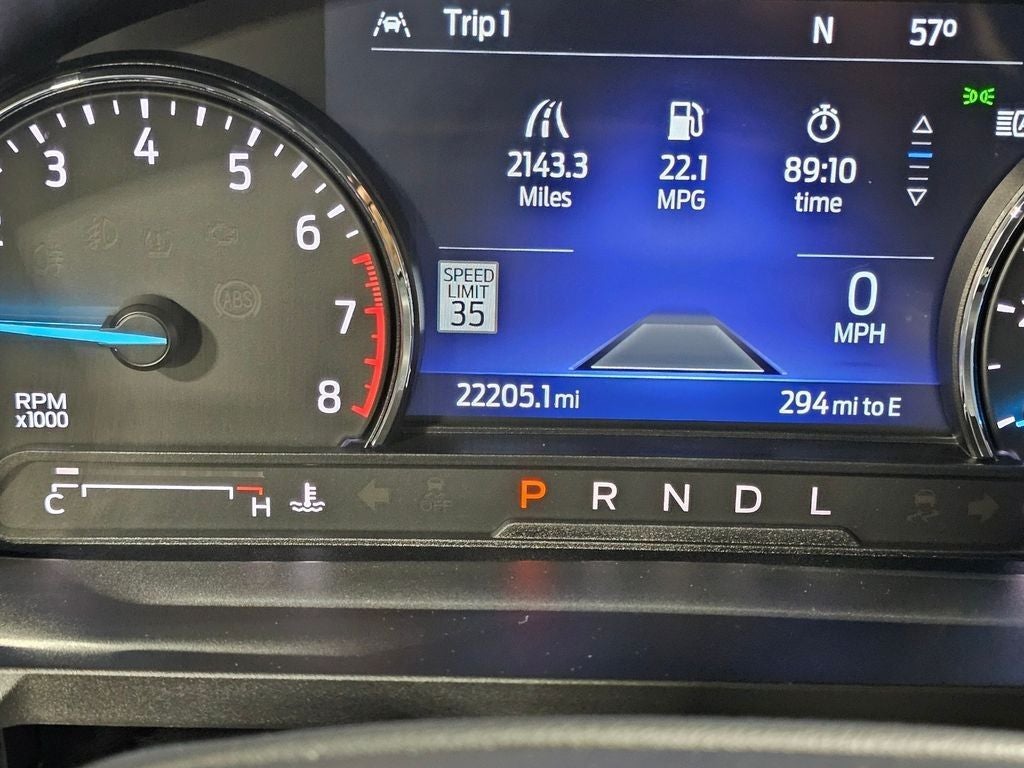 Trip 1 N 57°
2143.3 22.1 89:10
Miles MPG time
2 3 4 5 6 7 8
SPEED
LIMIT
35
0
MPH
ABS
RPM
x1000
22205.1 mi 294 mi to E
C H OFF P R N D L